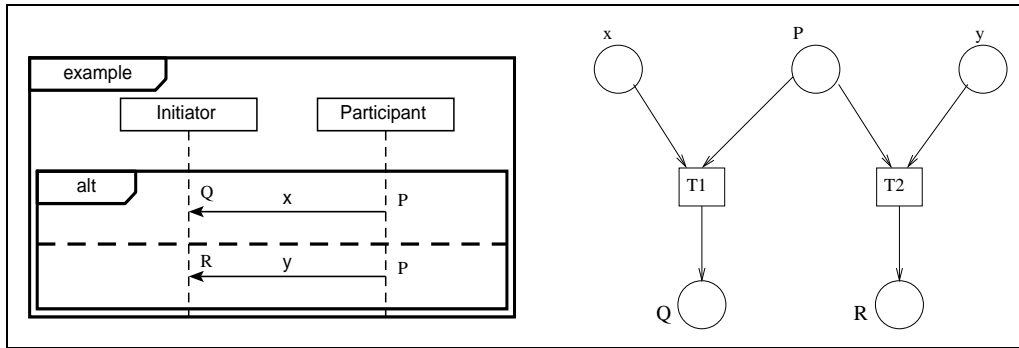 example
Initiator Participant
alt
Q x P
R y P
x P y
T1 T2
Q R